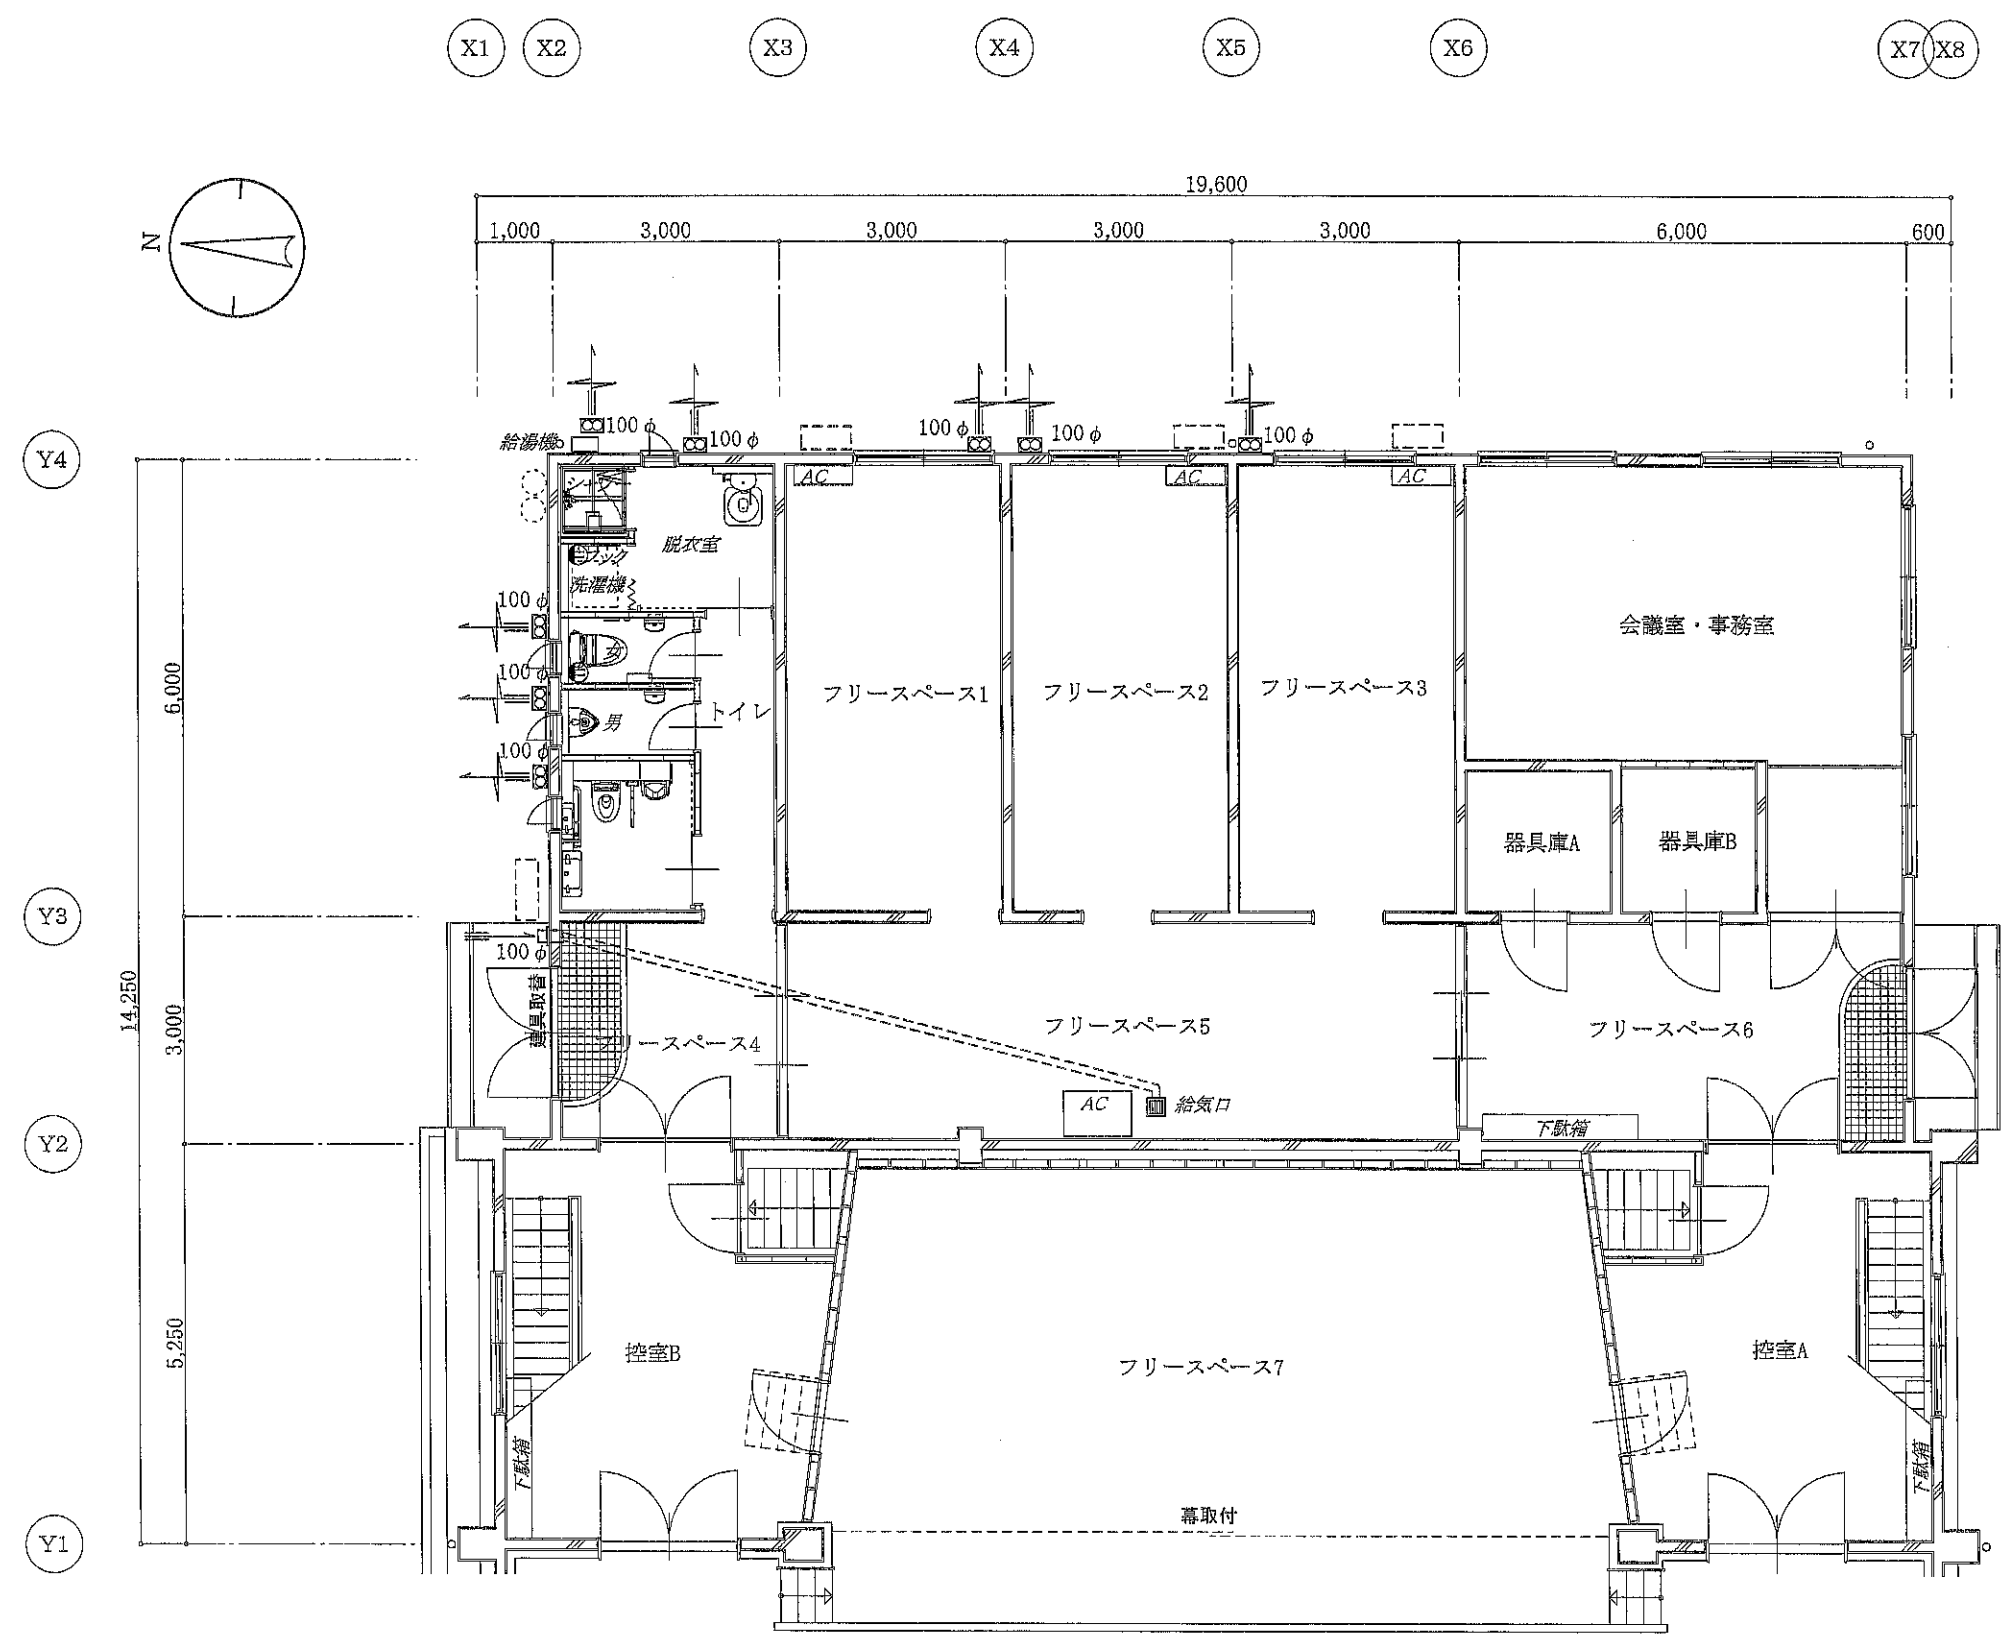 X1 X2 X3 X4 X5 X6 X7 X8
19,600
1,000 3,000 3,000 3,000 3,000 6,000 600
N
給湯機 100φ 100φ 100φ 100φ 100φ
Y4
AC AC AC
シャワー
脱衣室
洗濯機
100φ
女
会議室・事務室
100φ
6,000
フリースペース1 フリースペース2 フリースペース3
男 トイレ
100φ
器具庫A 器具庫B
Y3
100φ
建具取替
14,250
3,000
フリースペース4 フリースペース5 フリースペース6
AC 給気口
下駄箱
Y2
5,250
控室B フリースペース7 控室A
下駄箱 下駄箱
幕取付
Y1